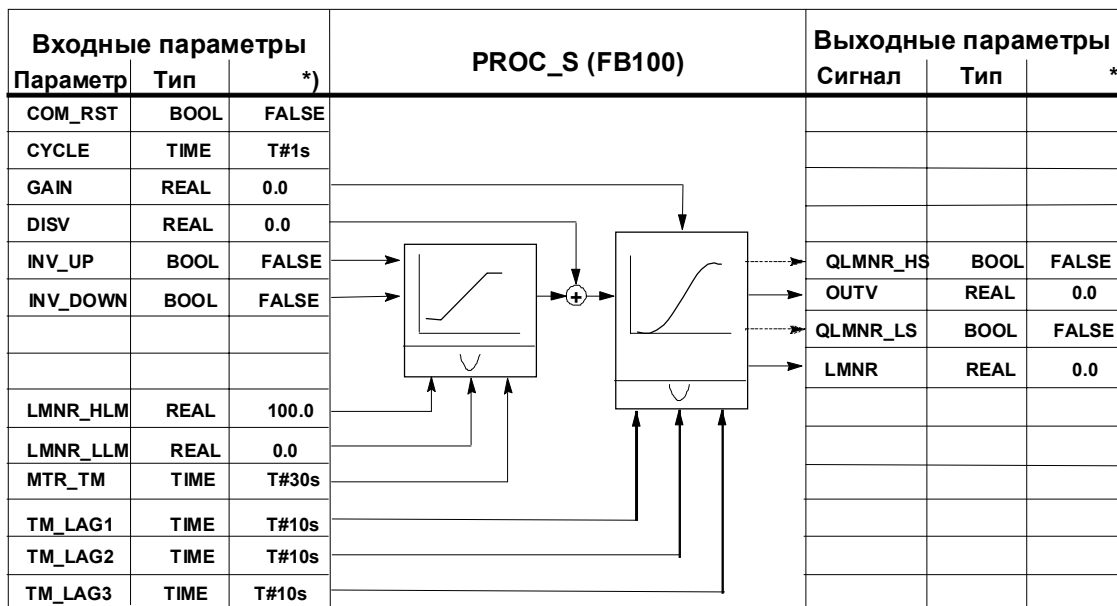 Входные параметры
PROC_S (FB100)
Выходные параметры
Параметр Тип *)
Сигнал Тип *
COM_RST BOOL FALSE
CYCLE TIME T#1s
GAIN REAL 0.0
DISV REAL 0.0
INV_UP BOOL FALSE QLMNR_HS BOOL FALSE
INV_DOWN BOOL FALSE OUTV REAL 0.0
+
QLMNR_LS BOOL FALSE
LMNR REAL 0.0
LMNR_HLM REAL 100.0
LMNR_LLM REAL 0.0
MTR_TM TIME T#30s
TM_LAG1 TIME T#10s
TM_LAG2 TIME T#10s
TM_LAG3 TIME T#10s